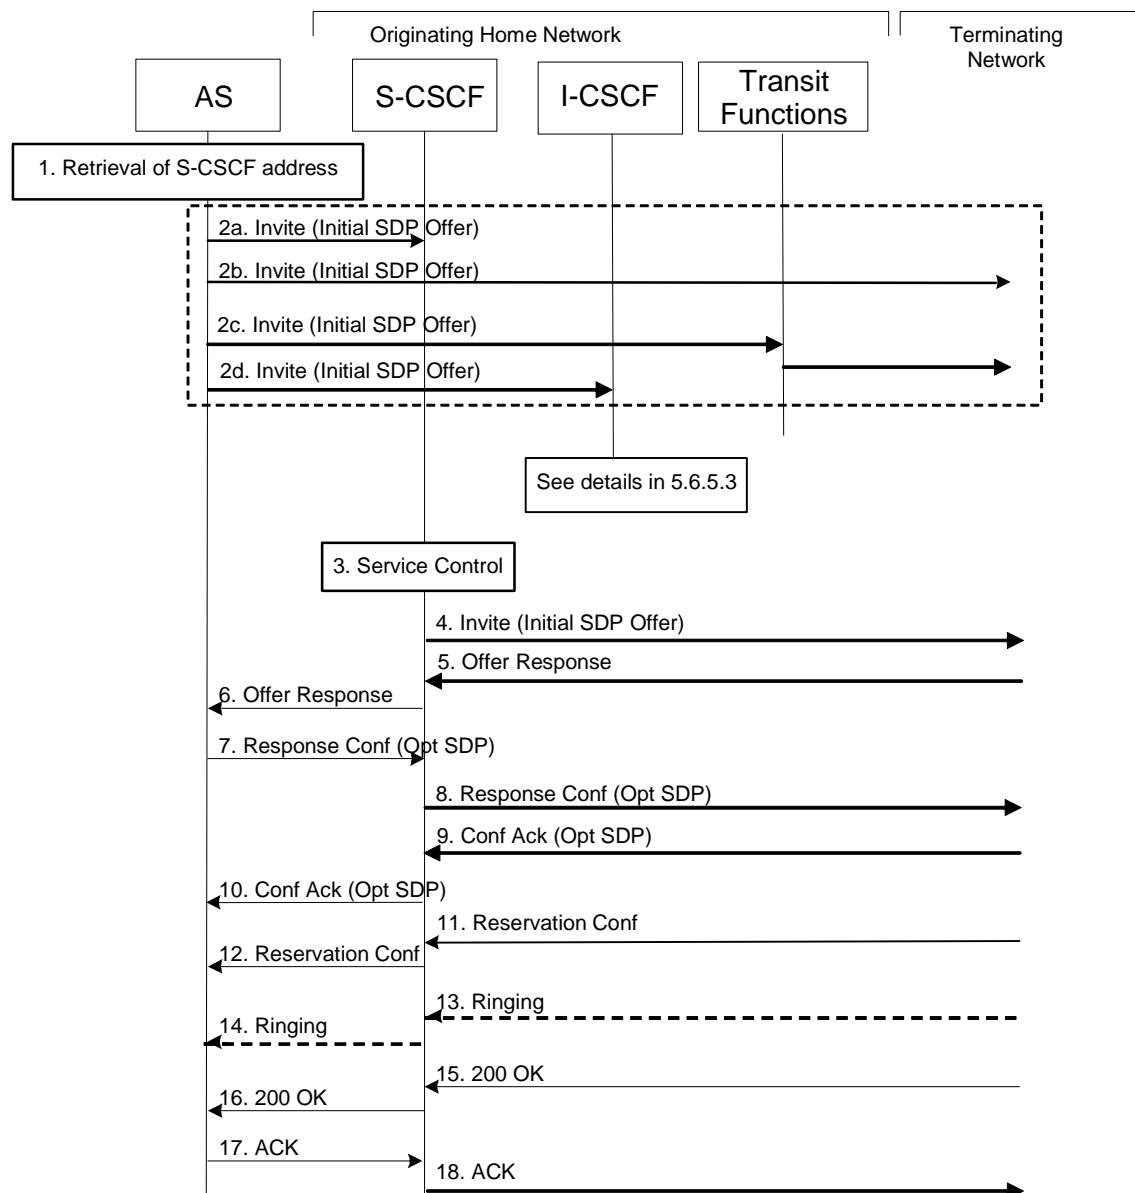 Originating Home Network
Terminating
Network
AS
S-CSCF
I-CSCF
Transit
Functions
1. Retrieval of S-CSCF address
2a. Invite (Initial SDP Offer)
2b. Invite (Initial SDP Offer)
2c. Invite (Initial SDP Offer)
2d. Invite (Initial SDP Offer)
See details in 5.6.5.3
3. Service Control
4. Invite (Initial SDP Offer)
5. Offer Response
6. Offer Response
7. Response Conf (Opt SDP)
8. Response Conf (Opt SDP)
9. Conf Ack (Opt SDP)
10. Conf Ack (Opt SDP)
11. Reservation Conf
12. Reservation Conf
13. Ringing
14. Ringing
15. 200 OK
16. 200 OK
17. ACK
18. ACK